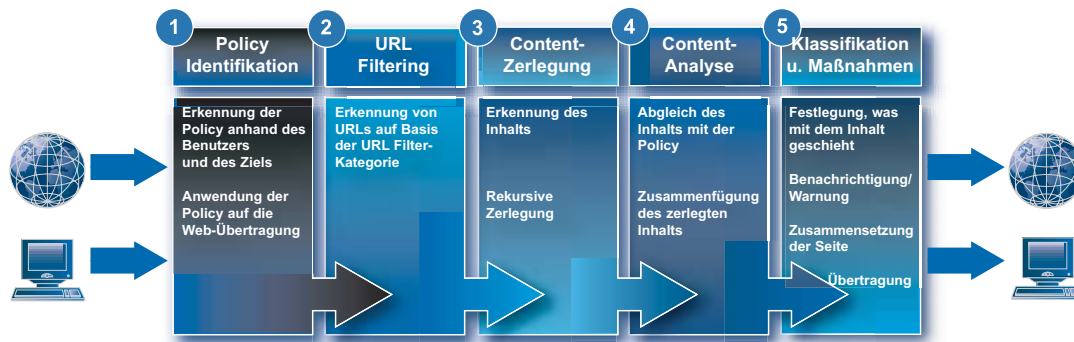 1
Policy
Identifikation
Erkennung der
Policy anhand des
Benutzers
und des Ziels
Anwendung der
Policy auf die
Web-Übertragung
2
URL
Filtering
Erkennung von
URLs auf Basis
der URL Filter-
Kategorie
3
Content-
Zerlegung
Erkennung des
Inhalts
Rekursive
Zerlegung
4
Content-
Analyse
Abgleich des
Inhalts mit der
Policy
Zusammenfügung
des zerlegten
Inhalts
5
Klassifikation
u. Maßnahmen
Festlegung, was
mit dem Inhalt
geschieht
Benachrichtigung/
Warnung
Zusammensetzung
der Seite
Übertragung